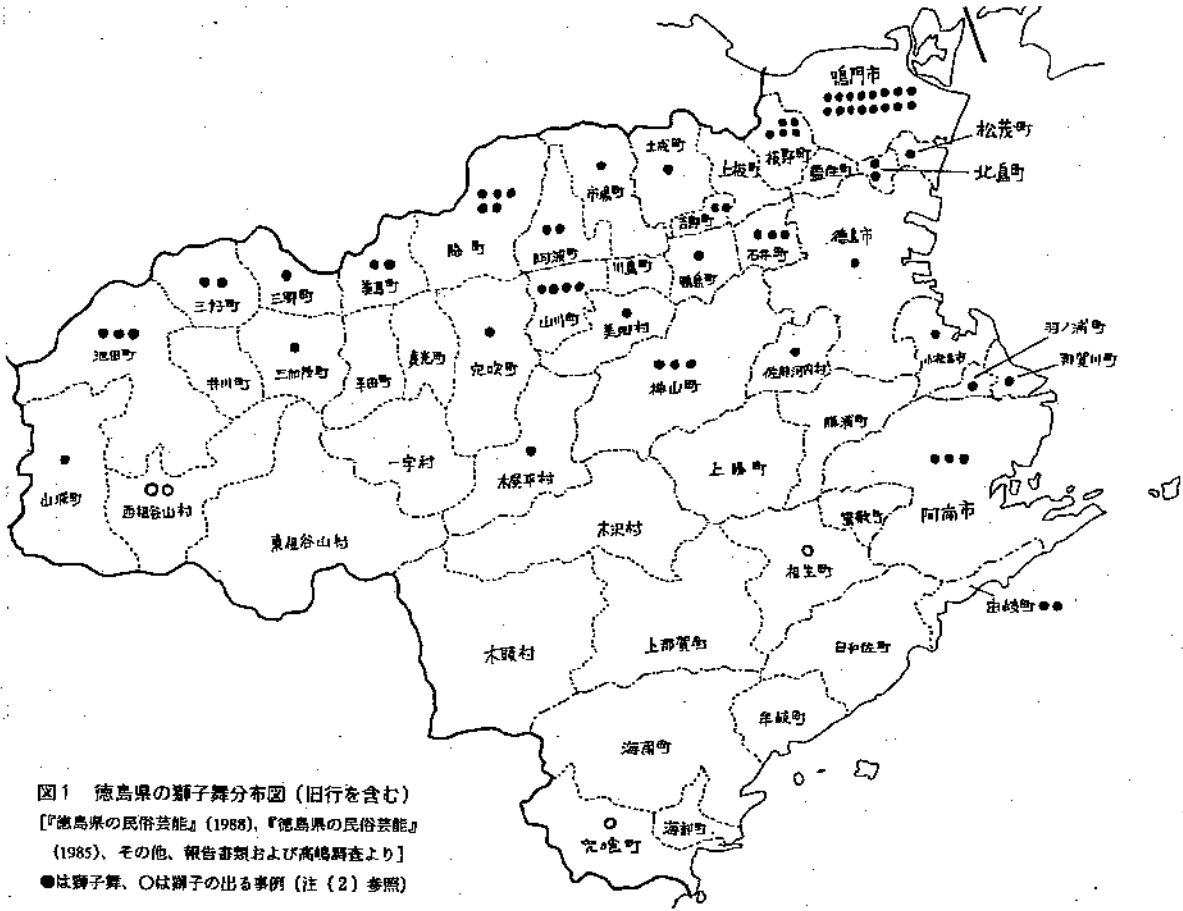 鳴門市
松茂町
北島町
土成町
上板町
板野町
藍住町
市場町
吉野町
徳島市
脇町
阿波町
川島町
鴨島町
石井町
三好町
三野町
美馬町
山川町
美郷村
池田町
井川町
三加茂町
半田町
貞光町
穴吹町
神山町
佐那河内村
小松島市
羽ノ浦町
那賀川町
勝浦町
山城町
西祖谷山村
一宇村
木屋平村
上勝町
東祖谷山村
木沢村
鷲敷町
阿南市
相生町
由岐町●●
木頭村
上那賀町
日和佐町
牟岐町
海南町
海部町
宍喰町
図1 徳島県の獅子舞分布図(旧行を含む)
[『徳島県の民俗芸能』(1988)、『徳島県の民俗芸能』
(1985)、その他、報告書類および高嶋調査より]
●は獅子舞、○は獅子の出る事例(注(2)参照)